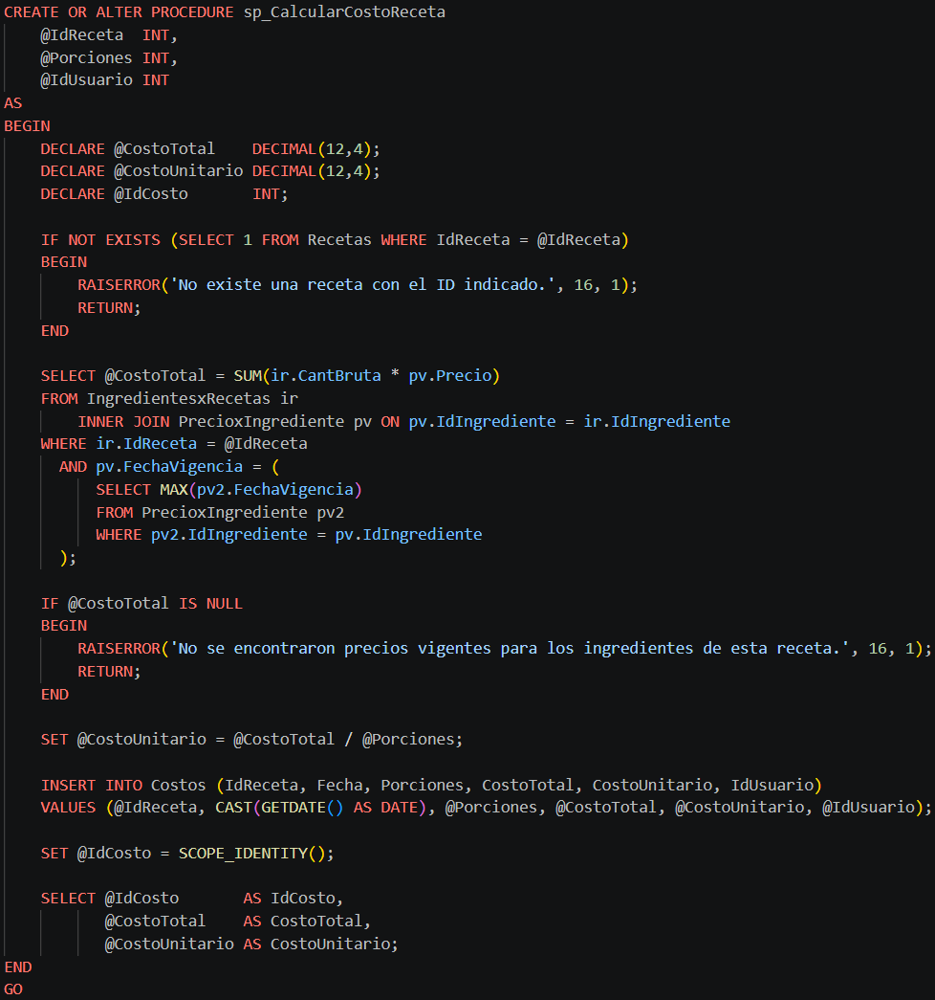 CREATE OR ALTER PROCEDURE sp_CalcularCostoReceta
    @IdReceta  INT,
    @Porciones INT,
    @IdUsuario INT
AS
BEGIN
    DECLARE @CostoTotal    DECIMAL(12,4);
    DECLARE @CostoUnitario DECIMAL(12,4);
    DECLARE @IdCosto       INT;

    IF NOT EXISTS (SELECT 1 FROM Recetas WHERE IdReceta = @IdReceta)
    BEGIN
        RAISERROR('No existe una receta con el ID indicado.', 16, 1);
        RETURN;
    END

    SELECT @CostoTotal = SUM(ir.CantBruta * pv.Precio)
    FROM IngredientesxRecetas ir
        INNER JOIN PrecioxIngrediente pv ON pv.IdIngrediente = ir.IdIngrediente
    WHERE ir.IdReceta = @IdReceta
      AND pv.FechaVigencia = (
          SELECT MAX(pv2.FechaVigencia)
          FROM PrecioxIngrediente pv2
          WHERE pv2.IdIngrediente = pv.IdIngrediente
      );

    IF @CostoTotal IS NULL
    BEGIN
        RAISERROR('No se encontraron precios vigentes para los ingredientes de esta receta.', 16, 1);
        RETURN;
    END

    SET @CostoUnitario = @CostoTotal / @Porciones;

    INSERT INTO Costos (IdReceta, Fecha, Porciones, CostoTotal, CostoUnitario, IdUsuario)
    VALUES (@IdReceta, CAST(GETDATE() AS DATE), @Porciones, @CostoTotal, @CostoUnitario, @IdUsuario);

    SET @IdCosto = SCOPE_IDENTITY();

    SELECT @IdCosto       AS IdCosto,
           @CostoTotal    AS CostoTotal,
           @CostoUnitario AS CostoUnitario;
END
GO